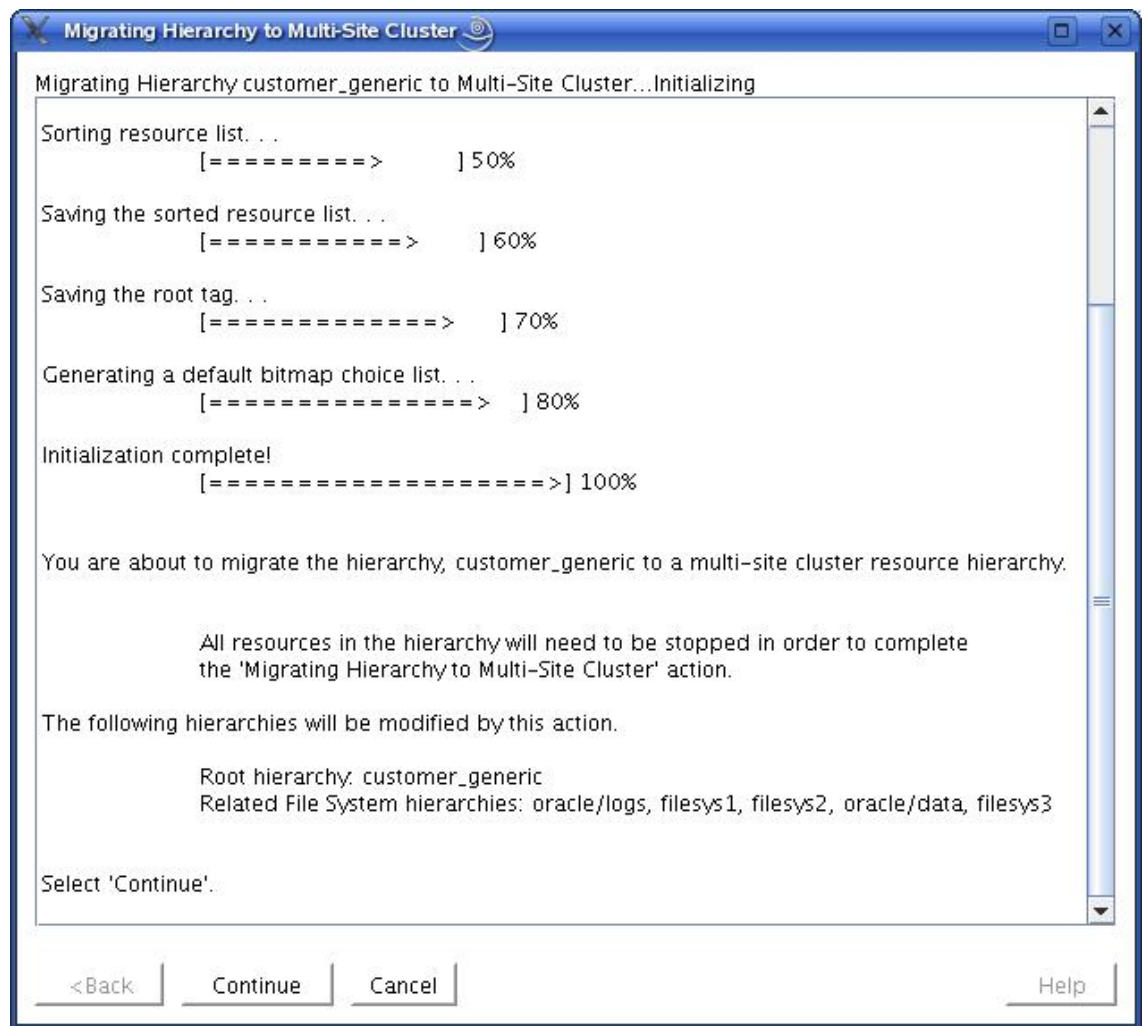 Migrating Hierarchy to Multi-Site Cluster
Migrating Hierarchy customer_generic to Multi-Site Cluster...Initializing
Sorting resource list. . .
[= = = = = = = = = > ] 50%
Saving the sorted resource list. . .
[= = = = = = = = = = = > ] 60%
Saving the root tag. . .
[= = = = = = = = = = = = = > ] 70%
Generating a default bitmap choice list. . .
[= = = = = = = = = = = = = = = > ] 80%
Initialization complete!
[= = = = = = = = = = = = = = = = = = = >] 100%
You are about to migrate the hierarchy, customer_generic to a multi-site cluster resource hierarchy.
All resources in the hierarchy will need to be stopped in order to complete
the 'Migrating Hierarchy to Multi-Site Cluster' action.
The following hierarchies will be modified by this action.
Root hierarchy: customer_generic
Related File System hierarchies: oracle/logs, filesys1, filesys2, oracle/data, filesys3
Select 'Continue'.
<Back Continue Cancel Help